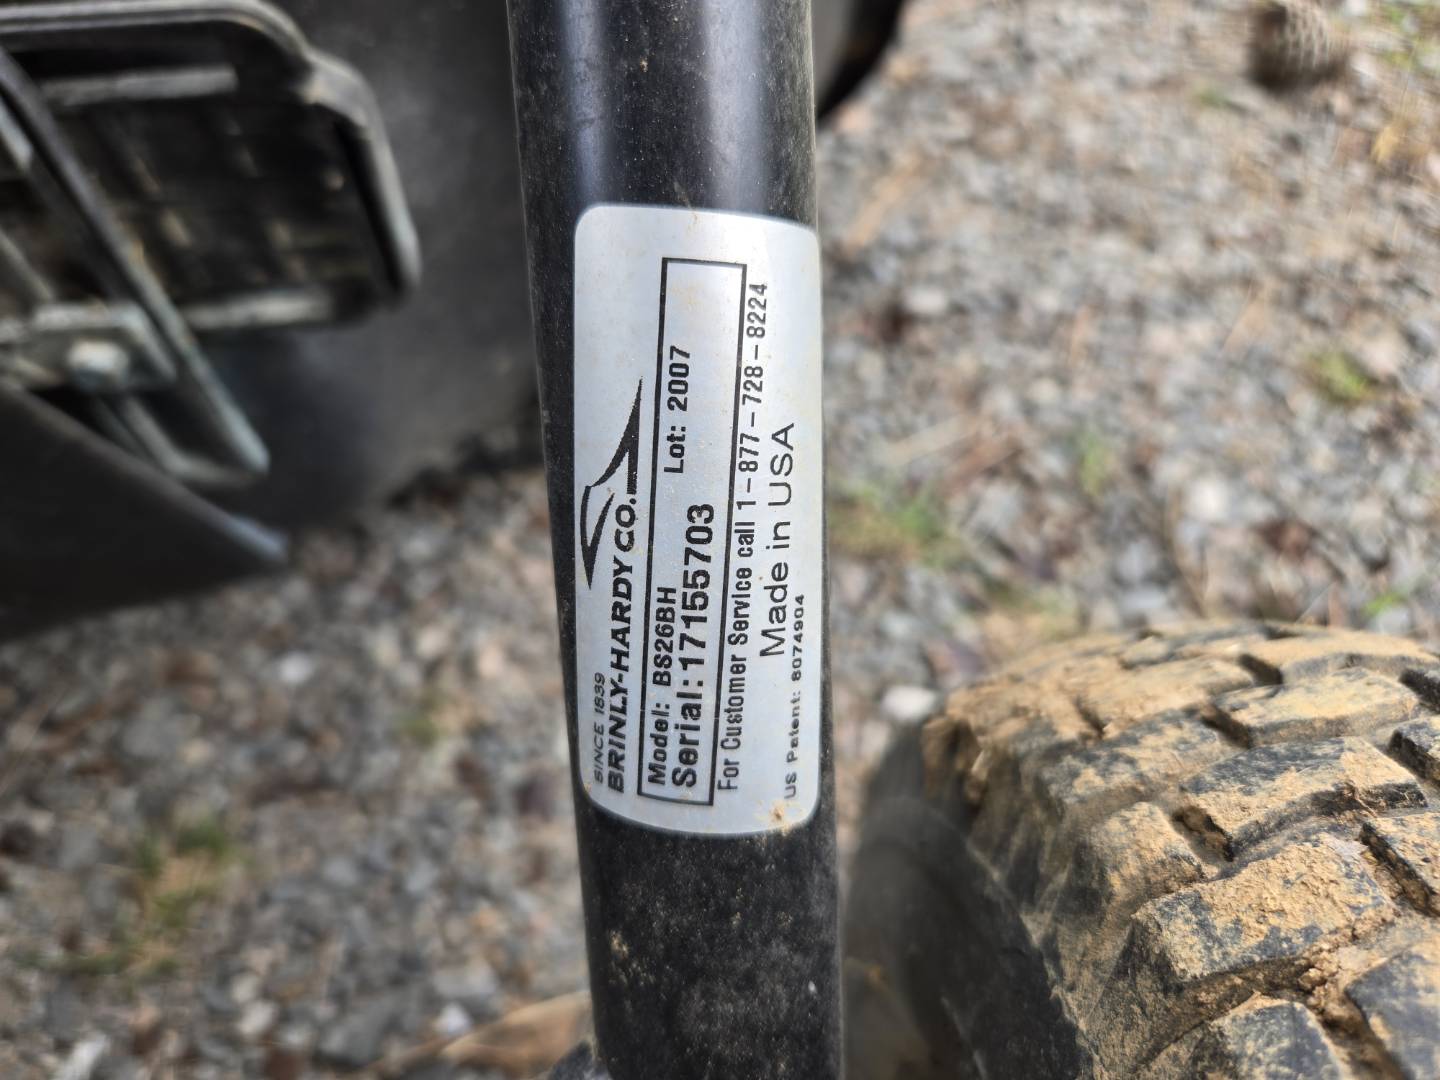 SINCE 1839
BRINLY-HARDY CO.
Model: BS26BH Lot: 2007
Serial: 17155703
For Customer Service call 1-877-728-8224
Made in USA
US Patent: 6074904